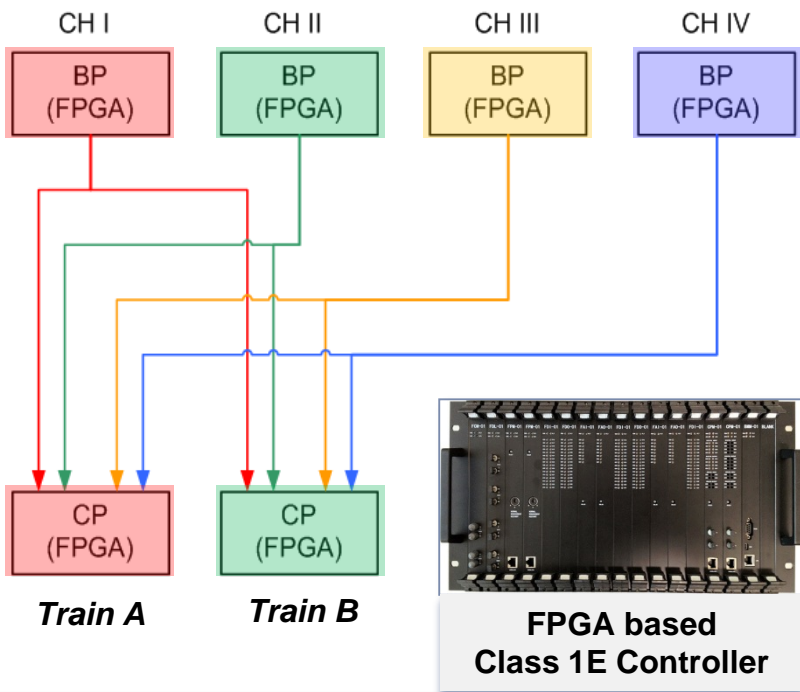 CH I
CH II
CH III
CH IV
BP
(FPGA)
BP
(FPGA)
BP
(FPGA)
BP
(FPGA)
CP
(FPGA)
CP
(FPGA)
Train A
Train B
BLANK
FPGA based
Class 1E Controller